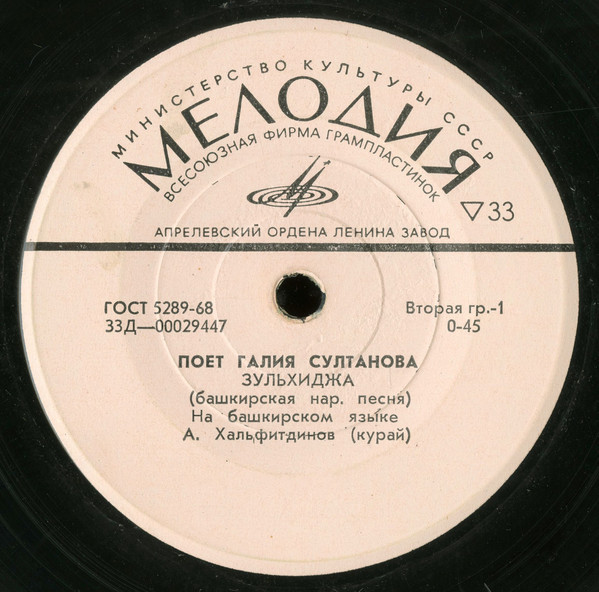 МИНИСТЕРСТВО КУЛЬТУРЫ СССР
МЕЛОДИЯ
ВСЕСОЮЗНАЯ ФИРМА ГРАМПЛАСТИНОК
▽33
АПРЕЛЕВСКИЙ ОРДЕНА ЛЕНИНА ЗАВОД
ГОСТ 5289-68 Вторая гр.-1
33Д—00029447 0-45
ПОЕТ ГАЛИЯ СУЛТАНОВА
ЗУЛЬХИДЖА
(башкирская нар. песня)
На башкирском языке
А. Хальфитдинов (курай)